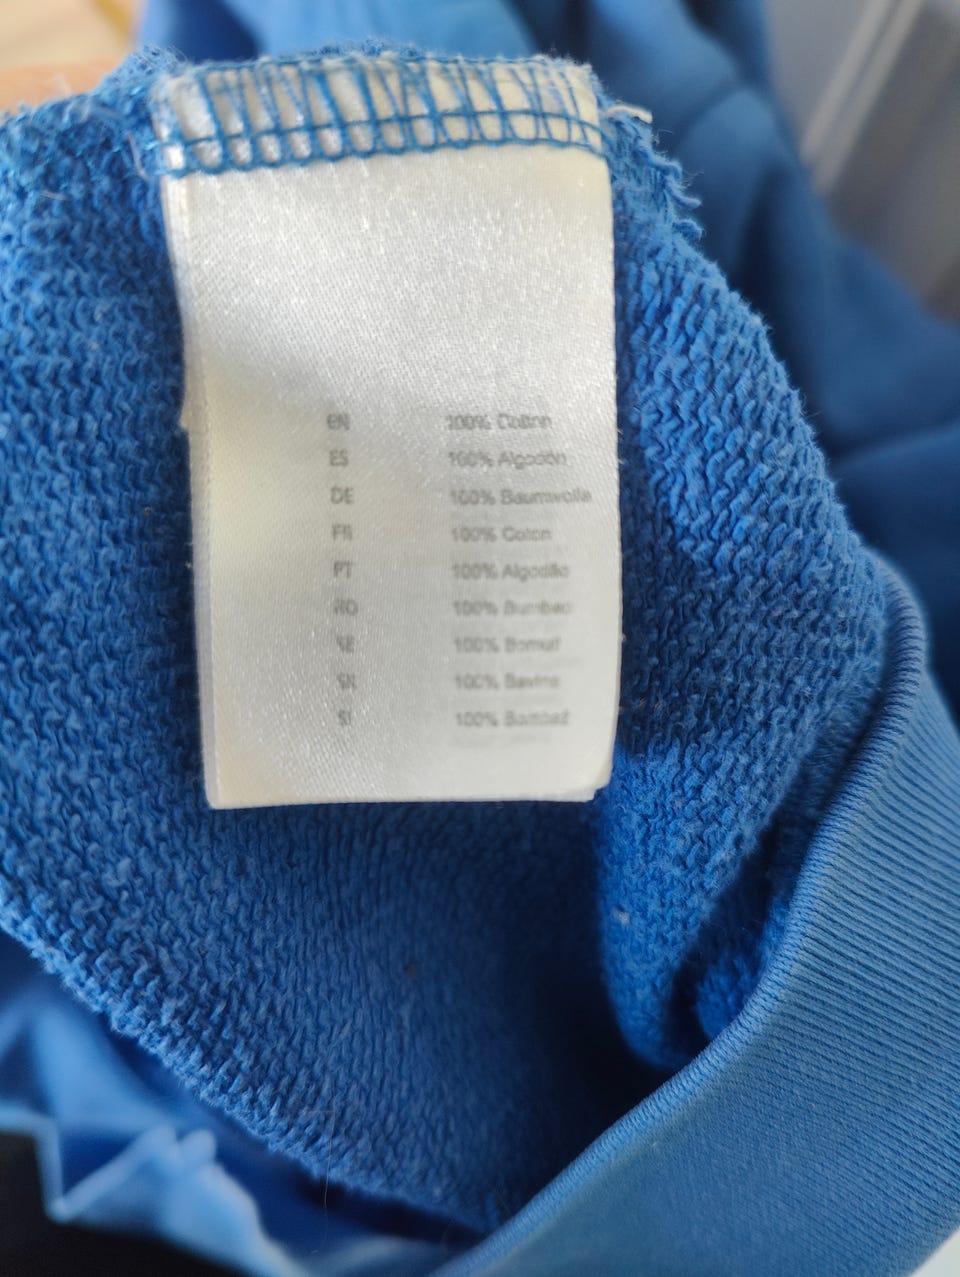 EN 100% Cotton
ES 100% Algodón
DE 100% Baumwolle
FR 100% Coton
PT 100% Algodão
RO 100% Bumbac
SE 100% Bomull
SK 100% Bavlna
SI 100% Bombaž